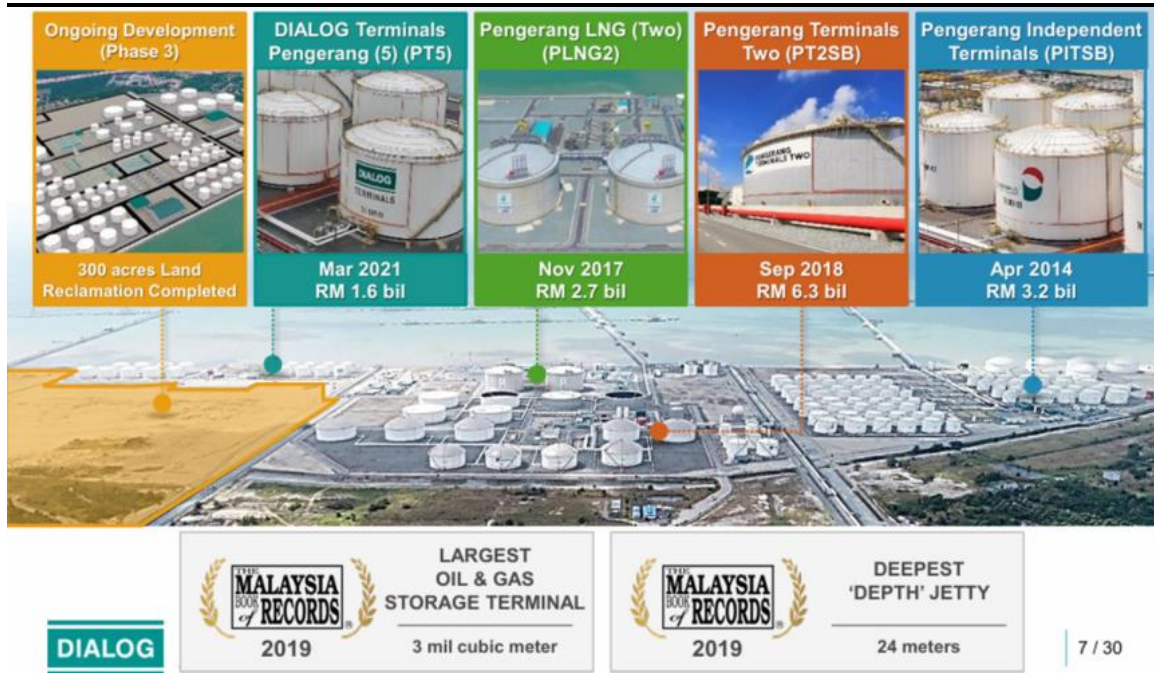 Ongoing Development
(Phase 3)
300 acres Land
Reclamation Completed
DIALOG Terminals
Pengerang (5) (PT5)
DIALOG
TERMINALS
Mar 2021
RM 1.6 bil
Pengerang LNG (Two)
(PLNG2)
Nov 2017
RM 2.7 bil
Pengerang Terminals
Two (PT2SB)
PENGERANG
TERMINALS TWO
Sep 2018
RM 6.3 bil
Pengerang Independent
Terminals (PITSB)
Apr 2014
RM 3.2 bil
THE
MALAYSIA
BOOK
of RECORDS
®
2019
LARGEST
OIL & GAS
STORAGE TERMINAL
3 mil cubic meter
THE
MALAYSIA
BOOK
of RECORDS
®
2019
DEEPEST
‘DEPTH’ JETTY
24 meters
DIALOG
7 / 30